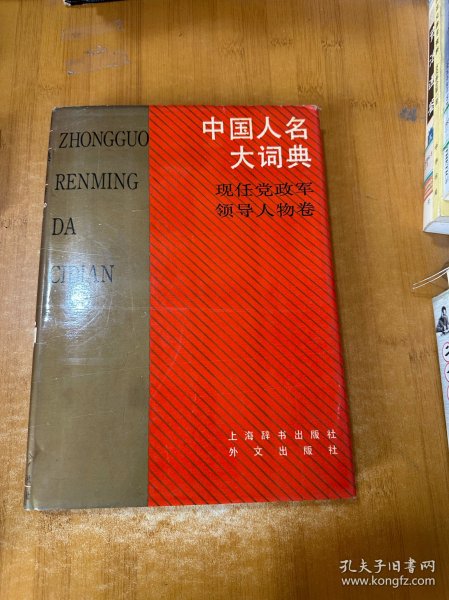 中国人名
大词典
现任党政军
领导人物卷
ZHONGGUO
RENMING
DA
CIDIAN
上海辞书出版社
外文出版社
孔夫子旧书网
www.kongfz.com